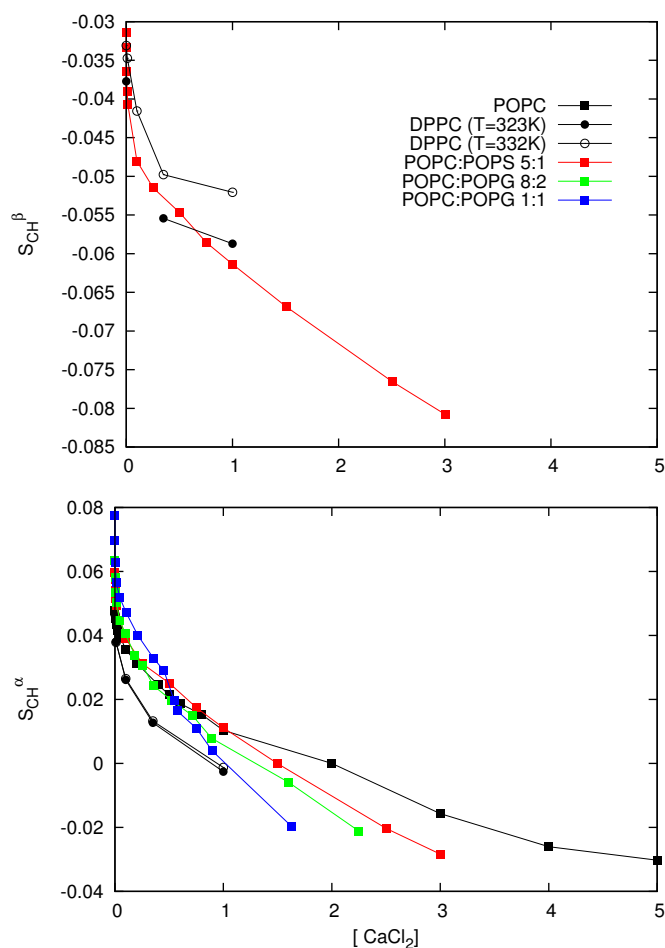 -0.03
-0.035
-0.04
-0.045
-0.05
-0.055
-0.06
-0.065
-0.07
-0.075
-0.08
-0.085
S_CH^β
0 1 2 3 4 5
POPC
DPPC (T=323K)
DPPC (T=332K)
POPC:POPS 5:1
POPC:POPG 8:2
POPC:POPG 1:1
0.08
0.06
0.04
0.02
0
-0.02
-0.04
S_CH^α
0 1 2 3 4 5
[ CaCl₂]